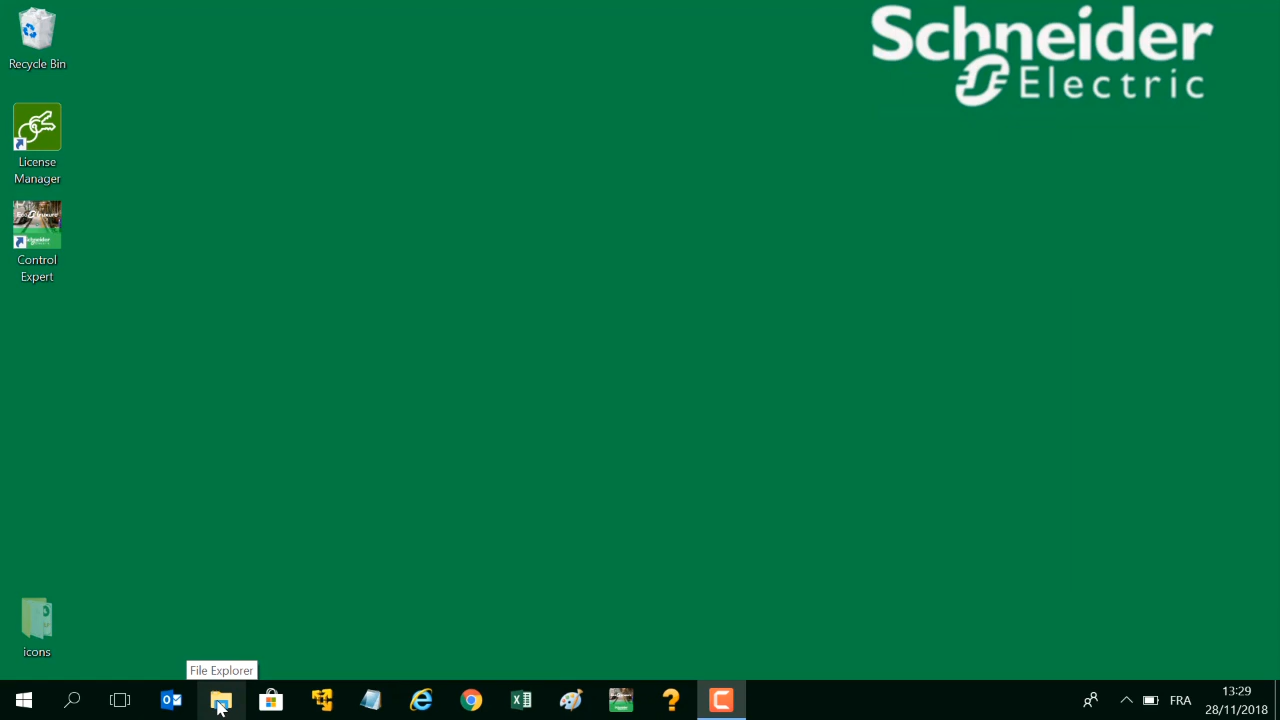 Schneider
Electric
Recycle Bin
License
Manager
Control
Expert
icons
File Explorer
FRA
13:29
28/11/2018